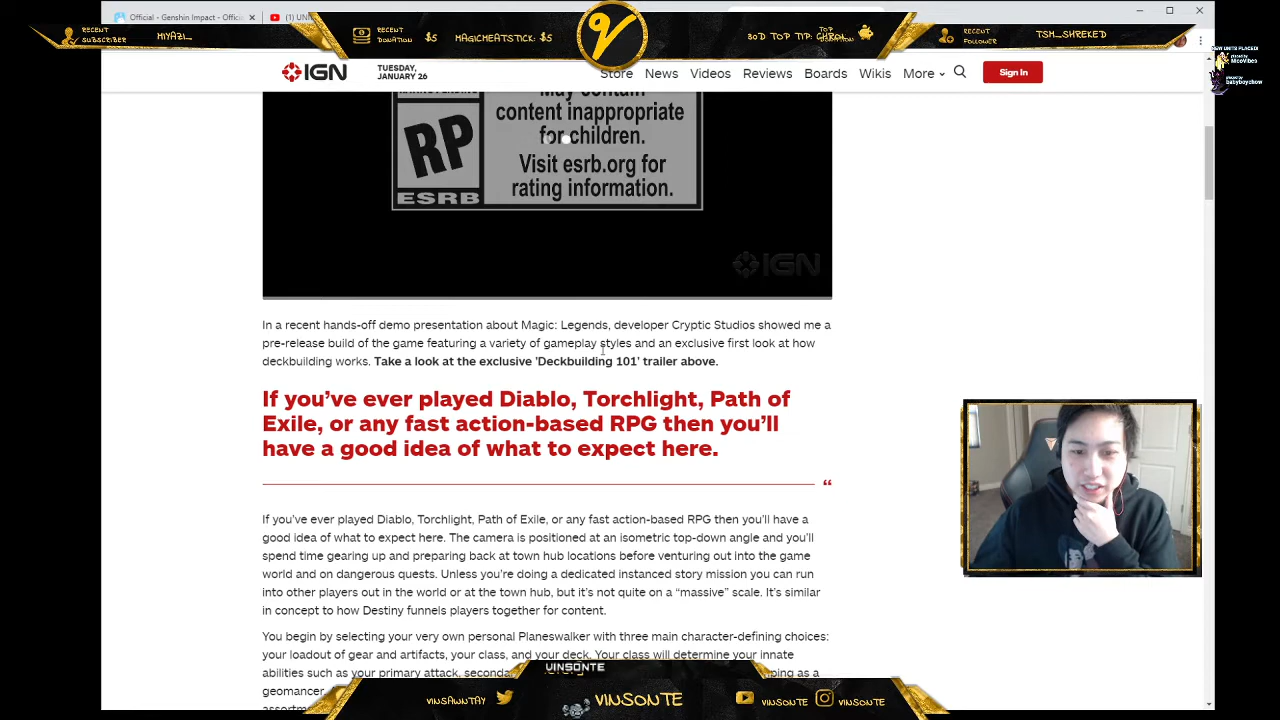 Official - Genshin Impact - Offici
(1) UN
RECENT SUBSCRIBER
MIYAZI_
RECENT DONATION
$5
MAGICMEATSTICK: $5
V
TOP
RECENT FOLLOWER
TSM_SHREKED
NEW UNITS PLACED!
MooVibes
babyboychow
IGN
TUESDAY,
JANUARY 26
Store News Videos Reviews Boards Wikis More
Sign In
May contain
content inappropriate
for children.
Visit esrb.org for
rating information.
RP
ESRB
IGN
In a recent hands-off demo presentation about Magic: Legends, developer Cryptic Studios showed me a
pre-release build of the game featuring a variety of gameplay styles and an exclusive first look at how
deckbuilding works. Take a look at the exclusive 'Deckbuilding 101' trailer above.
If you've ever played Diablo, Torchlight, Path of
Exile, or any fast action-based RPG then you'll
have a good idea of what to expect here.
“
If you've ever played Diablo, Torchlight, Path of Exile, or any fast action-based RPG then you'll have a
good idea of what to expect here. The camera is positioned at an isometric top-down angle and you'll
spend time gearing up and preparing back at town hub locations before venturing out into the game
world and on dangerous quests. Unless you're doing a dedicated instanced story mission you can run
into other players out in the world or at the town hub, but it's not quite on a “massive” scale. It's similar
in concept to how Destiny funnels players together for content.
You begin by selecting your very own personal Planeswalker with three main character-defining choices:
your loadout of gear and artifacts, your class, and your deck. Your class will determine your innate
abilities such as your primary attack,
as a
geomancer.
VINSONTE
VINSAWNTAY
VINSONTE
VINSONTE
VINSONTE